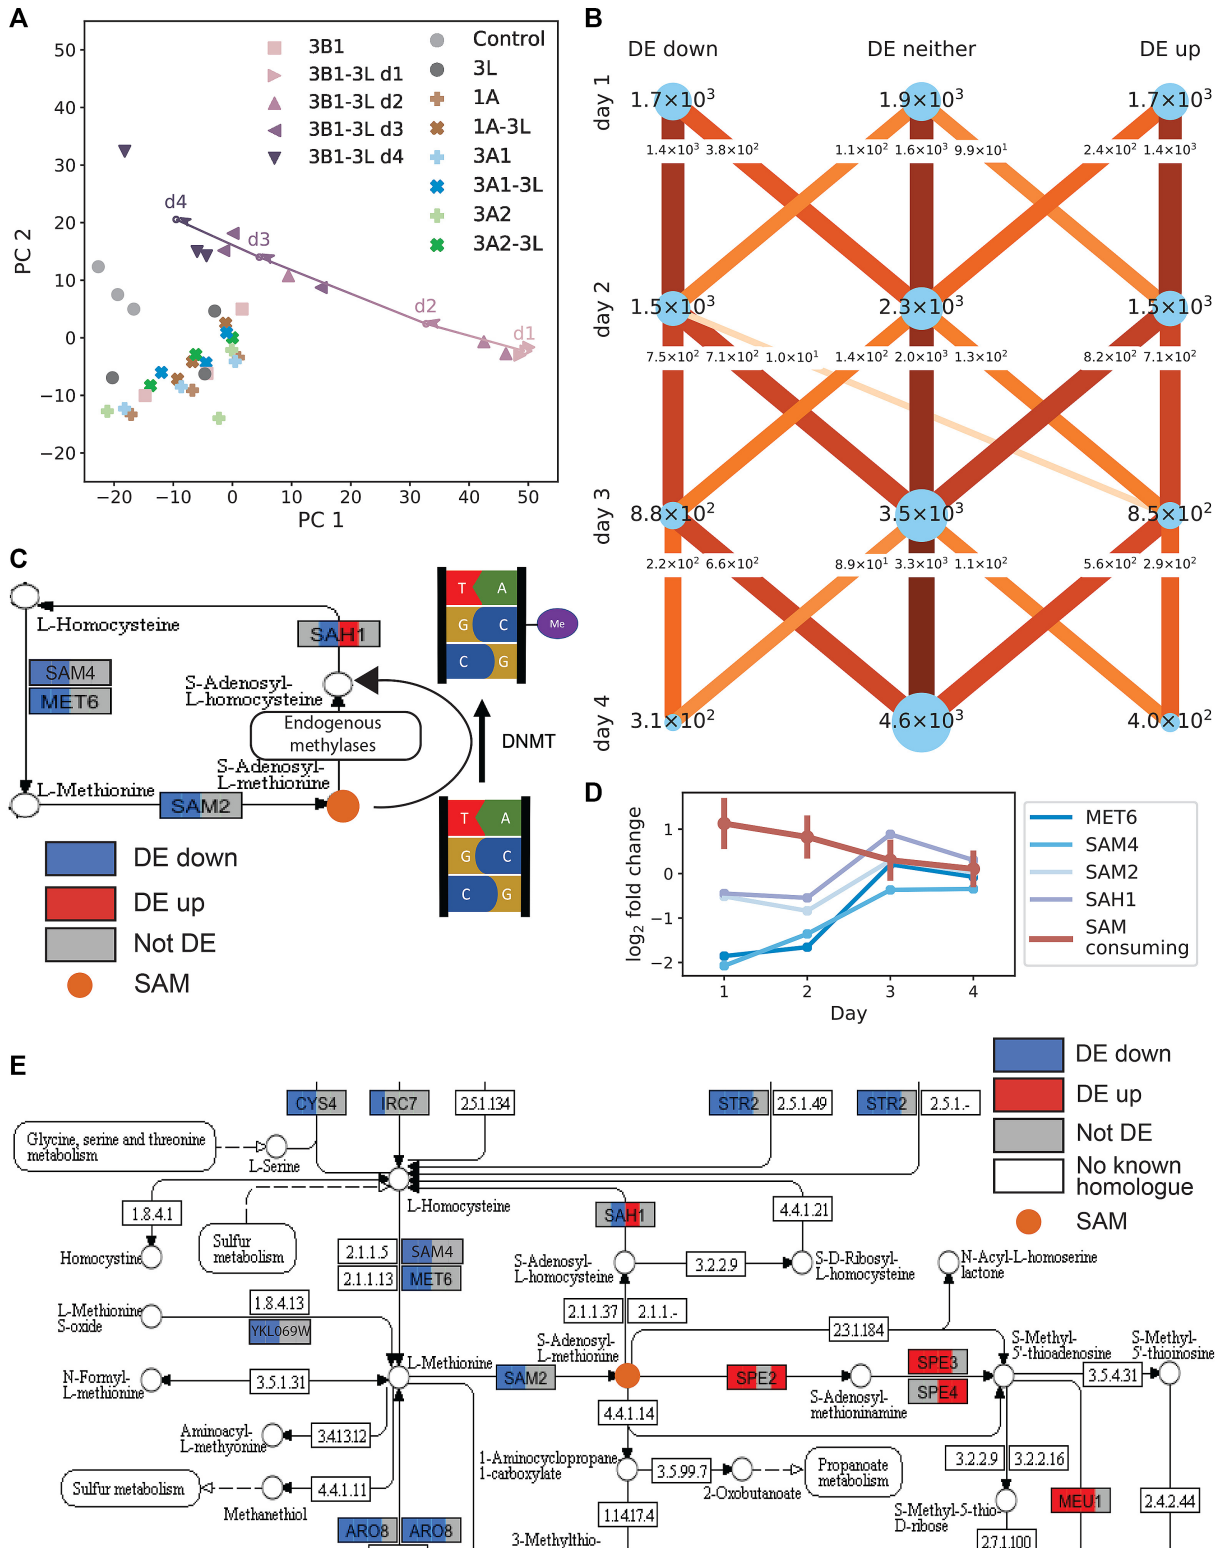 A
50
40
30
20
10
0
−10
−20
PC 2
−20
−10
0
10
20
30
40
50
PC 1
3B1
3B1-3L d1
3B1-3L d2
3B1-3L d3
3B1-3L d4
Control
3L
1A
1A-3L
3A1
3A1-3L
3A2
3A2-3L
d4
d3
d2
d1
B
DE down
DE neither
DE up
day 1
1.7×10³
1.9×10³
1.7×10³
1.4×10³
3.8×10²
1.1×10²
1.6×10³
9.9×10¹
2.4×10²
1.4×10³
day 2
1.5×10³
2.3×10³
1.5×10³
7.5×10²
7.1×10²
1.0×10¹
1.4×10²
2.0×10³
1.3×10²
8.2×10²
7.1×10²
day 3
8.8×10²
3.5×10³
8.5×10²
2.2×10²
6.6×10²
8.9×10¹
3.3×10³
1.1×10²
5.6×10²
2.9×10²
day 4
3.1×10²
4.6×10³
4.0×10²
C
L-Homocysteine
SAH1
SAM4
MET6
S-Adenosyl-
L-homocysteine
Endogenous
methylases
S-Adenosyl-
L-methionine
L-Methionine
SAM2
T
A
G
C
C
G
Me
DNMT
T
A
G
C
C
G
DE down
DE up
Not DE
SAM
D
1
0
−1
−2
log₂ fold change
1
2
3
4
Day
MET6
SAM4
SAM2
SAH1
SAM
consuming
E
DE down
DE up
Not DE
No known
homologue
SAM
CYS4
IRC7
2.5.1.134
STR2
2.5.1.49
STR2
2.5.1.-
Glycine, serine and threonine
metabolism
L-Serine
L-Homocysteine
1.8.4.1
Homocystine
Sulfur
metabolism
SAH1
4.4.1.21
2.1.1.5
SAM4
2.1.1.13
MET6
S-Adenosyl-
L-homocysteine
3.2.2.9
S-D-Ribosyl-
L-homocysteine
N-Acyl-L-homoserine
lactone
L-Methionine
S-oxide
1.8.4.13
YKL069W
2.1.1.37
2.1.1.-
2.3.1.184
S-Adenosyl-
L-methionine
L-Methionine
S-Methyl-
5'-thioadenosine
S-Methyl-
5'-thioinosine
N-Formyl-
L-methionine
3.5.1.31
SAM2
SPE2
S-Adenosyl-
methioninamine
SPE3
SPE4
3.5.4.31
4.4.1.14
Aminoacyl-
L-methyonine
3.4.13.12
1-Aminocyclopropane
1-carboxylate
3.5.99.7
2-Oxobutanoate
Propanoate
metabolism
3.2.2.9
3.2.2.16
Sulfur metabolism
4.4.1.11
Methanethiol
S-Methyl-5-thio-
D-ribose
MEU1
2.4.2.44
1.14.17.4
ARO8
ARO8
3-Methylthio-
2.7.1.100